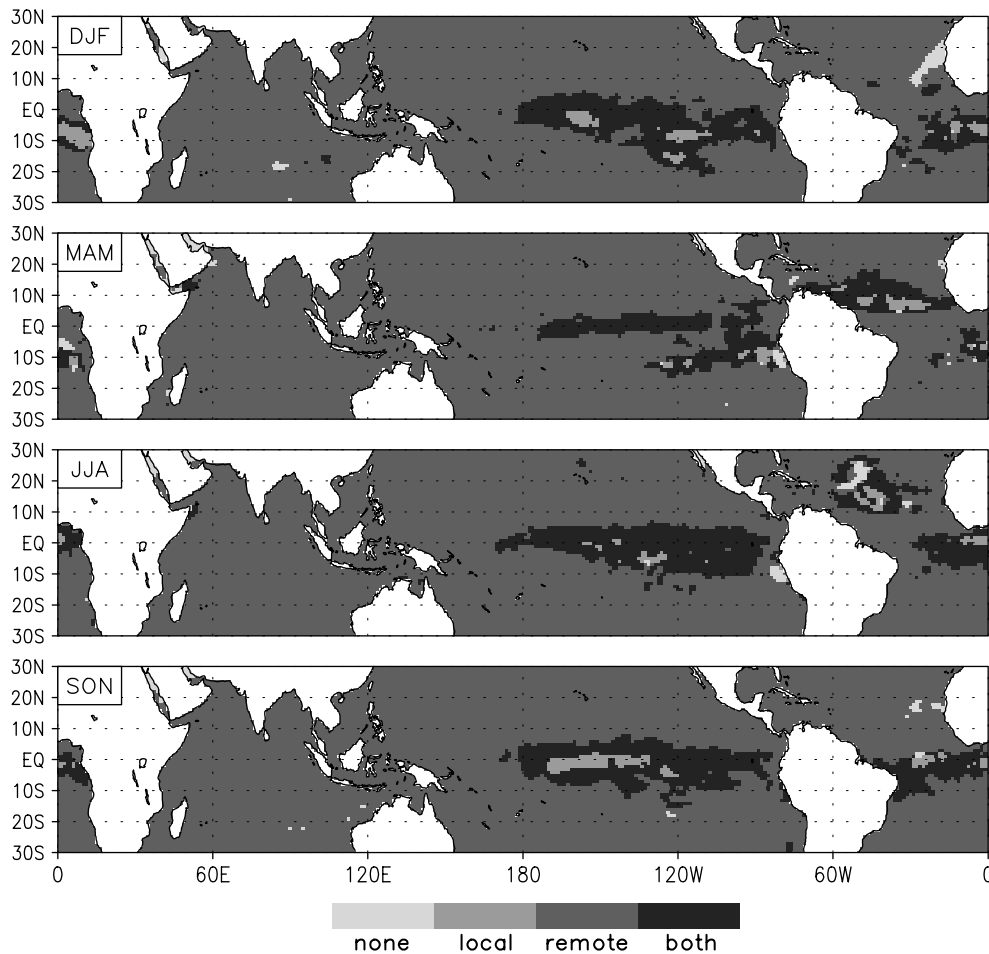 30N
DJF
20N
10N
EQ
10S
20S
30S
30N
MAM
20N
10N
EQ
10S
20S
30S
30N
JJA
20N
10N
EQ
10S
20S
30S
30N
SON
20N
10N
EQ
10S
20S
30S
0 60E 120E 180 120W 60W 0
none local remote both